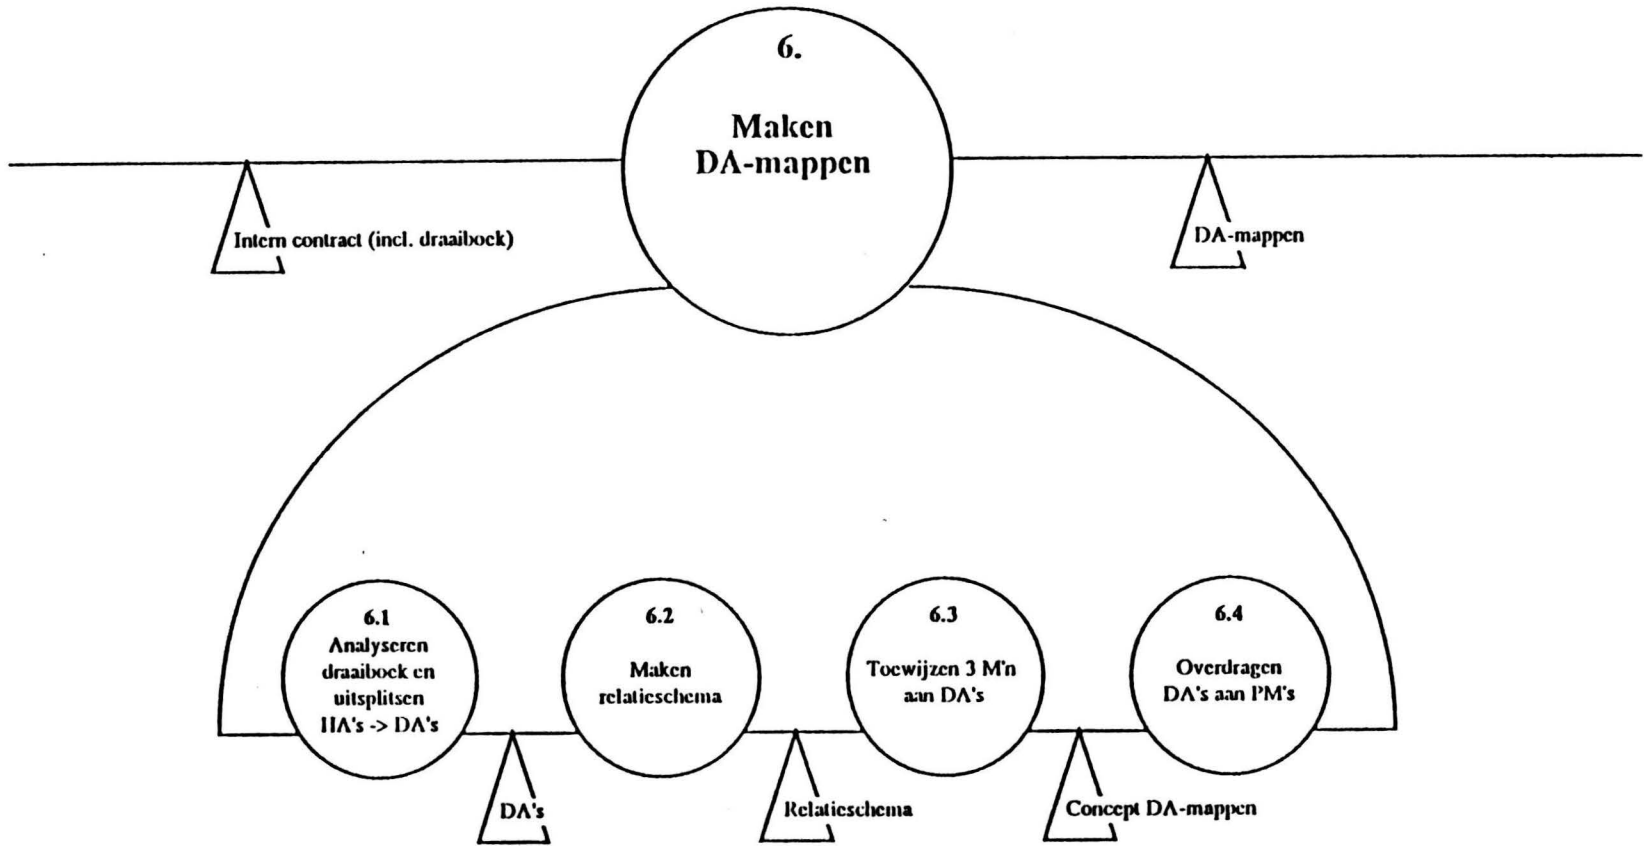 6.
Maken
DA-mappen
Intern contract (incl. draaiboek)
DA-mappen
6.1
Analyseren
draaiboek en
uitsplitsen
HA's -> DA's
6.2
Maken
relatieschema
6.3
Toewijzen 3 M'n
aan DA's
6.4
Overdragen
DA's aan PM's
DA's
Relatieschema
Concept DA-mappen